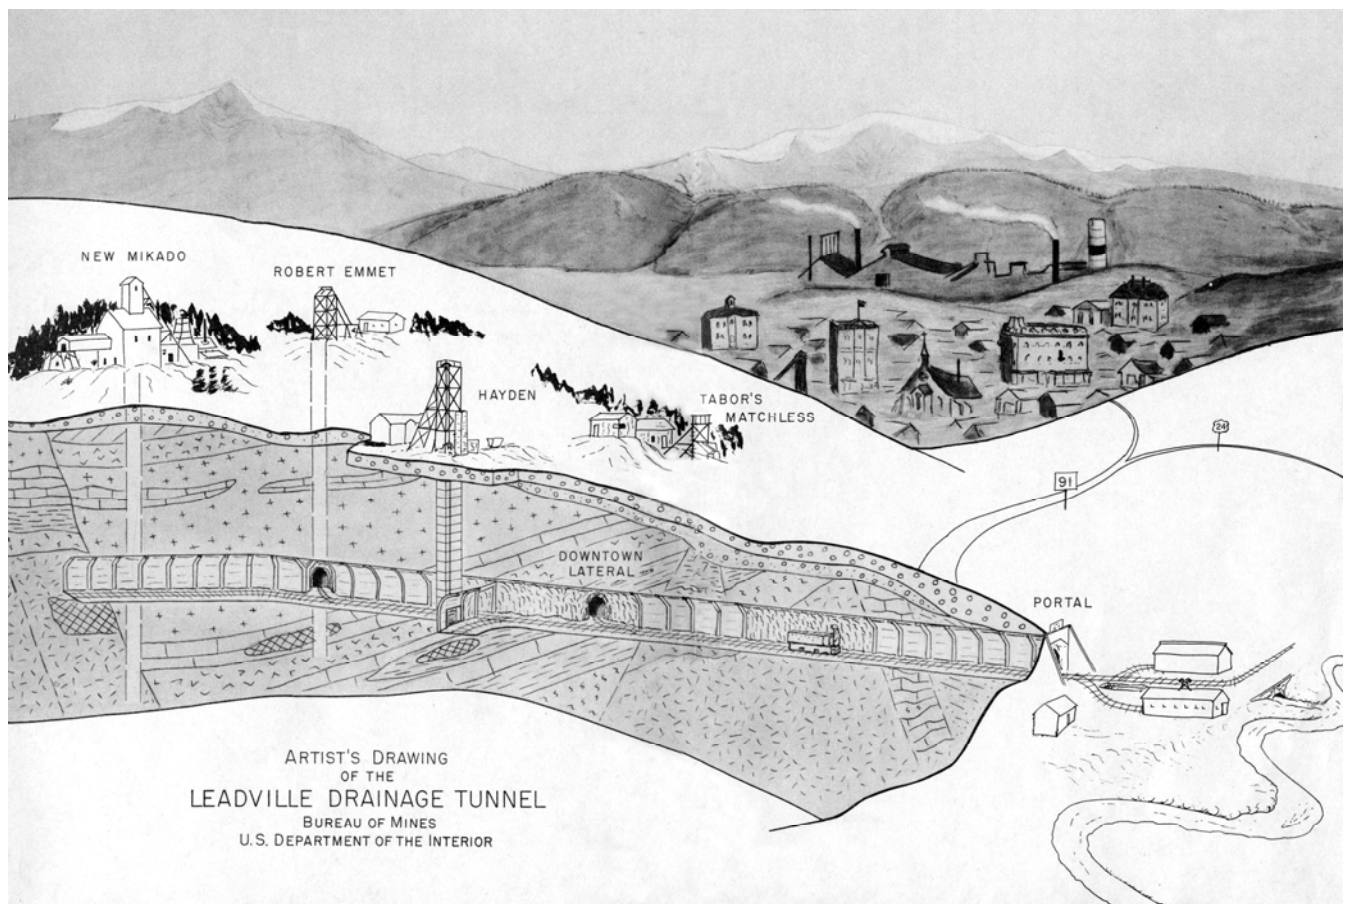 NEW MIKADO
ROBERT EMMET
HAYDEN
TABOR'S
MATCHLESS
24
91
DOWNTOWN
LATERAL
PORTAL
ARTIST'S DRAWING
OF THE
LEADVILLE DRAINAGE TUNNEL
BUREAU OF MINES
U.S. DEPARTMENT OF THE INTERIOR